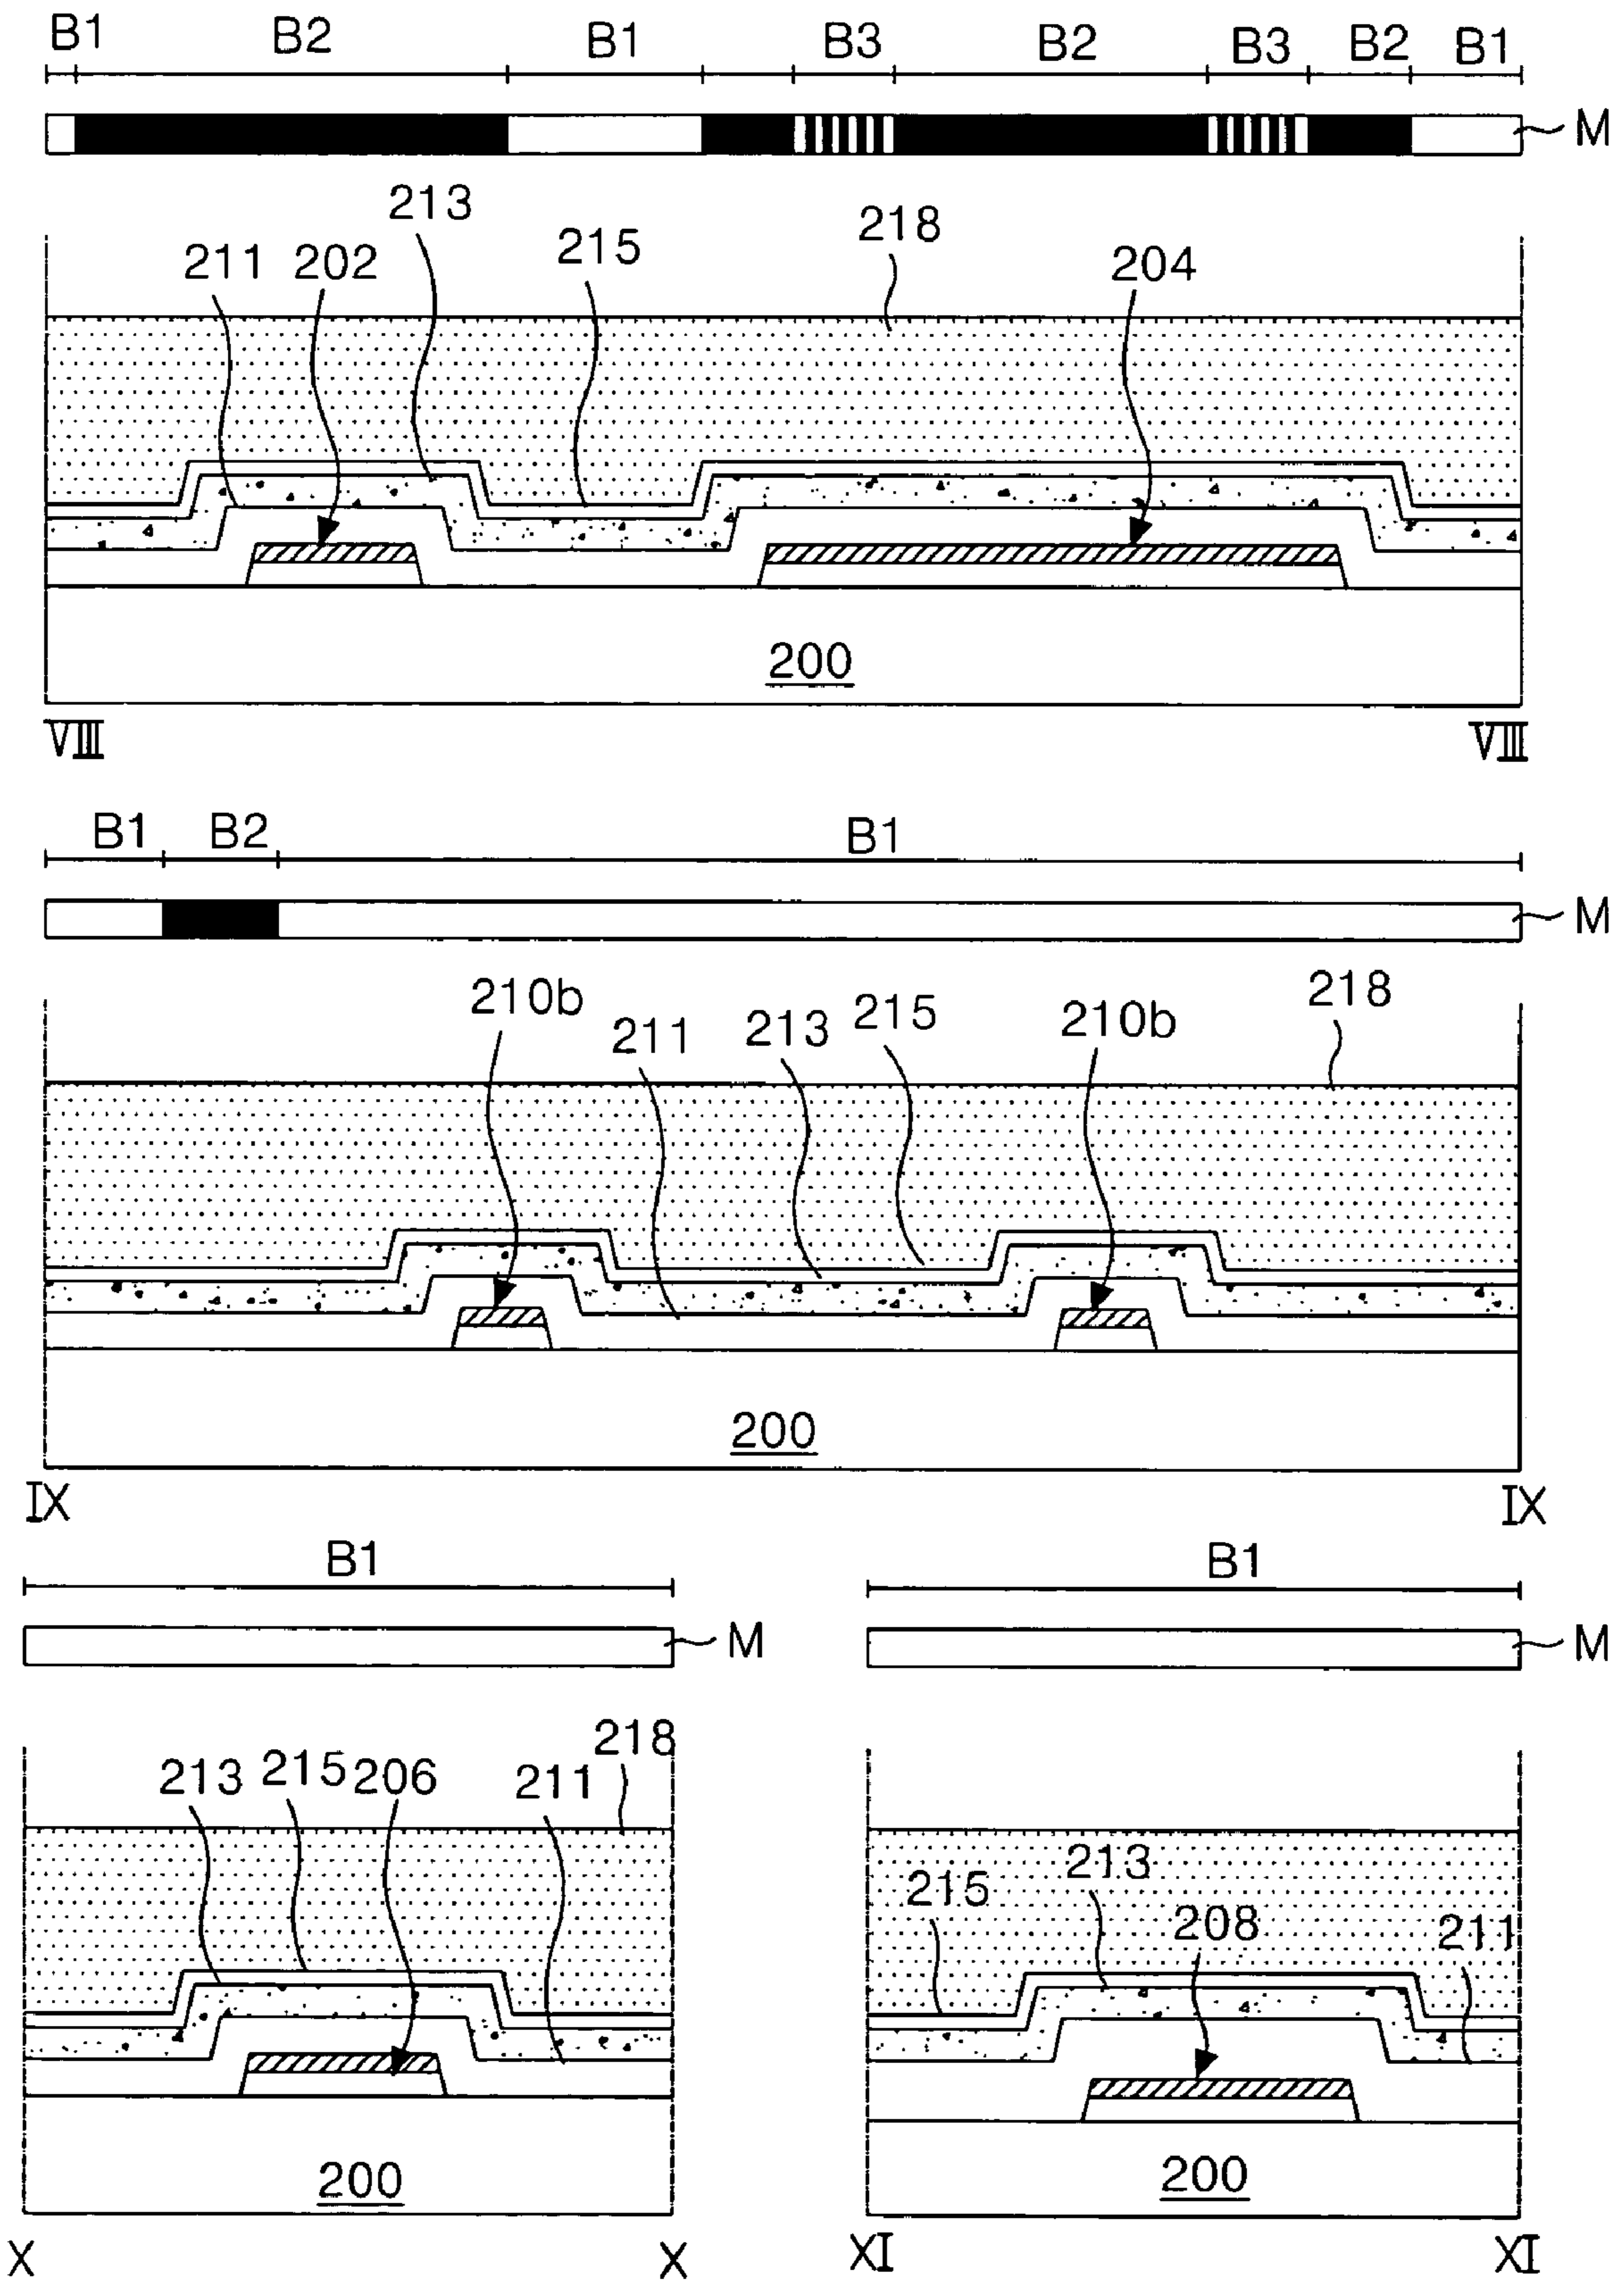 B1 B2 B1 B3 B2 B3 B2 B1
M
213
211 202 215 218 204
200
VIII VIII
B1 B2 B1
M
210b 211 213 215 210b 218
200
IX IX
B1 B1
M M
218
213 215 206 211
215 213 208 211
200 200
X X XI XI